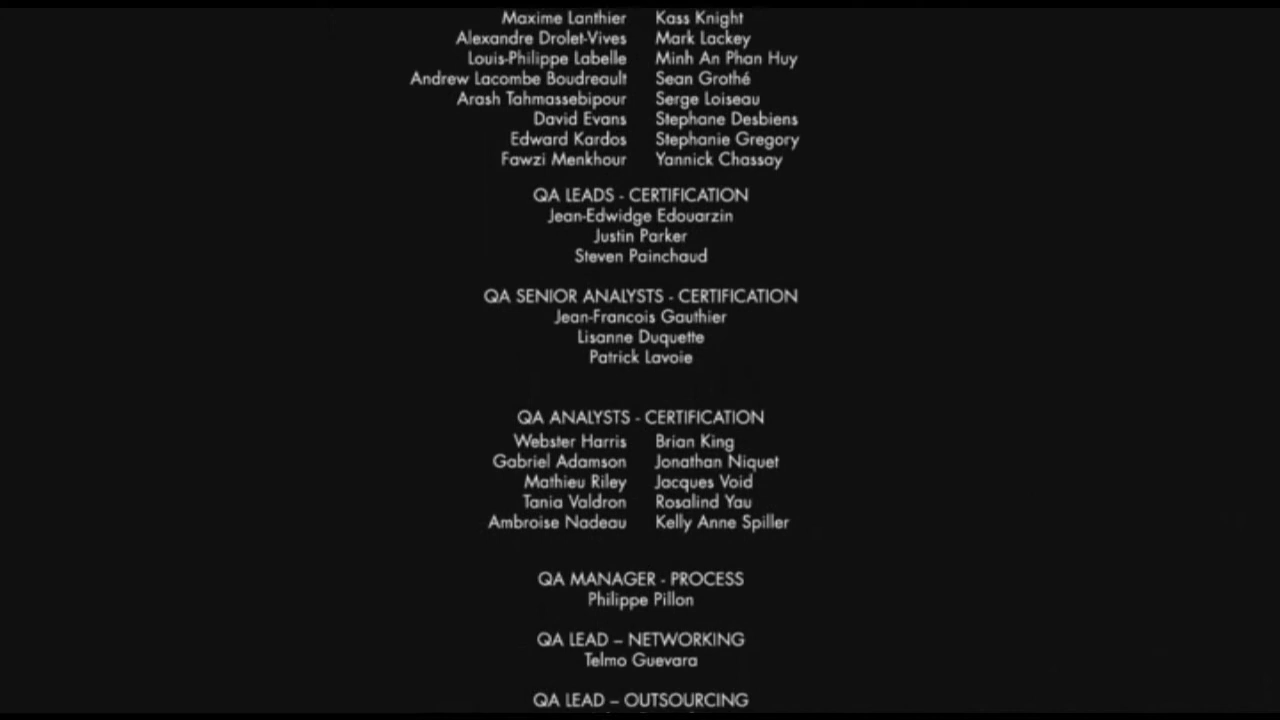 Maxime Lanthier Kass Knight
Alexandre Drolet-Vives Mark Lackey
Louis-Philippe Labelle Minh An Phan Huy
Andrew Lacombe Boudreault Sean Grothé
Arash Tahmassebipour Serge Loiseau
David Evans Stephane Desbiens
Edward Kardos Stephanie Gregory
Fawzi Menkhour Yannick Chassay
QA LEADS - CERTIFICATION
Jean-Edwidge Edouarzin
Justin Parker
Steven Painchaud
QA SENIOR ANALYSTS - CERTIFICATION
Jean-Francois Gauthier
Lisanne Duquette
Patrick Lavoie
QA ANALYSTS - CERTIFICATION
Webster Harris Brian King
Gabriel Adamson Jonathan Niquet
Mathieu Riley Jacques Void
Tania Valdron Rosalind Yau
Ambroise Nadeau Kelly Anne Spiller
QA MANAGER - PROCESS
Philippe Pillon
QA LEAD – NETWORKING
Telmo Guevara
QA LEAD – OUTSOURCING